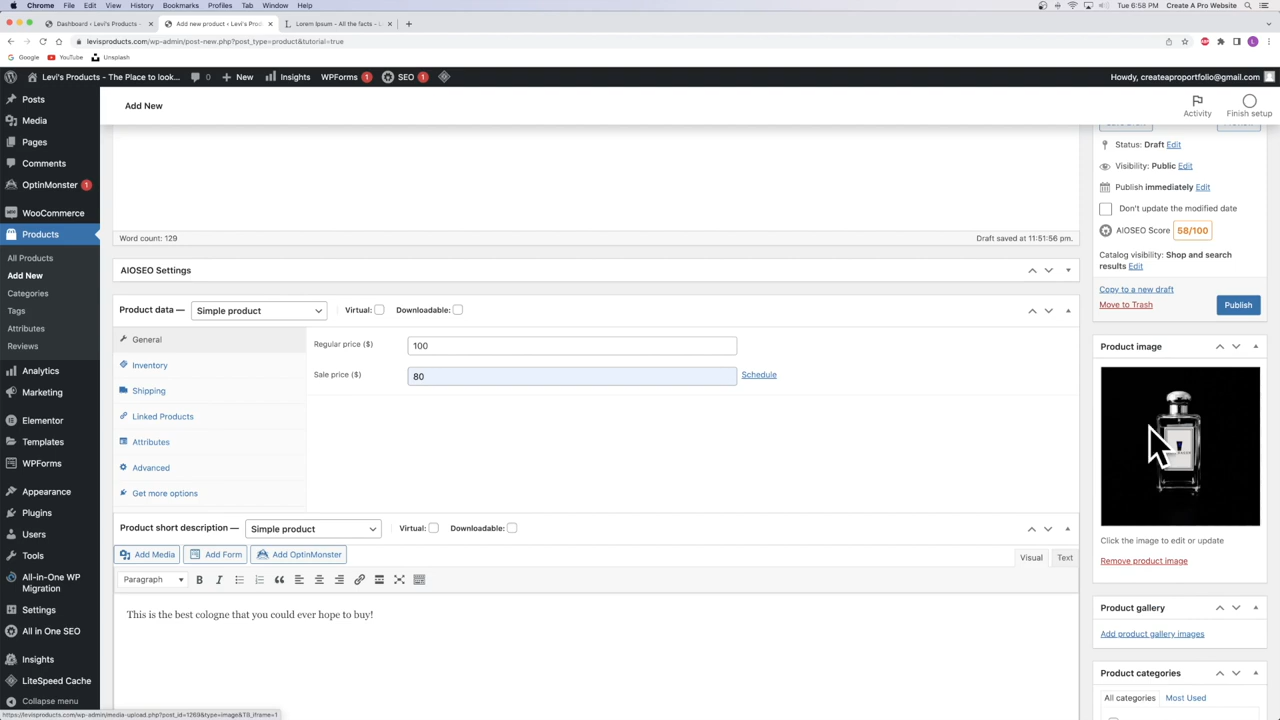 Chrome File Edit View History Bookmarks Profiles Tab Window Help Tue 6:58 PM Create A Pro Website
Dashboard ‹ Levi's Products - Add new product ‹ Levi's Prod Lorem Ipsum - All the facts - L
levisproducts.com/wp-admin/post-new.php?post_type=product&tutorial=true
Google YouTube Unsplash
Levi's Products - The Place to look... 0 New Insights WPForms 1 SEO 1 Howdy, createaproportfolio@gmail.com
Posts
Media
Pages
Comments
OptinMonster 1
WooCommerce
Products
All Products
Add New
Categories
Tags
Attributes
Reviews
Analytics
Marketing
Elementor
Templates
WPForms
Appearance
Plugins
Users
Tools
All-in-One WP
Migration
Settings
All in One SEO
Insights
LiteSpeed Cache
Collapse menu
Add New
Activity
Finish setup
Word count: 129 Draft saved at 11:51:56 pm.
AIOSEO Settings
Product data — Simple product Virtual: Downloadable:
General
Inventory
Shipping
Linked Products
Attributes
Advanced
Get more options
Regular price ($) 100
Sale price ($) 80 Schedule
Product short description — Simple product Virtual: Downloadable:
Add Media Add Form Add OptinMonster
Visual Text
Paragraph B I
This is the best cologne that you could ever hope to buy!
Status: Draft Edit
Visibility: Public Edit
Publish immediately Edit
Don't update the modified date
AIOSEO Score 58/100
Catalog visibility: Shop and search
results Edit
Copy to a new draft
Move to Trash
Publish
Product image
Click the image to edit or update
Remove product image
Product gallery
Add product gallery images
Product categories
All categories Most Used
https://levisproducts.com/wp-admin/media-upload.php?post_id=1269&type=image&TB_iframe=1